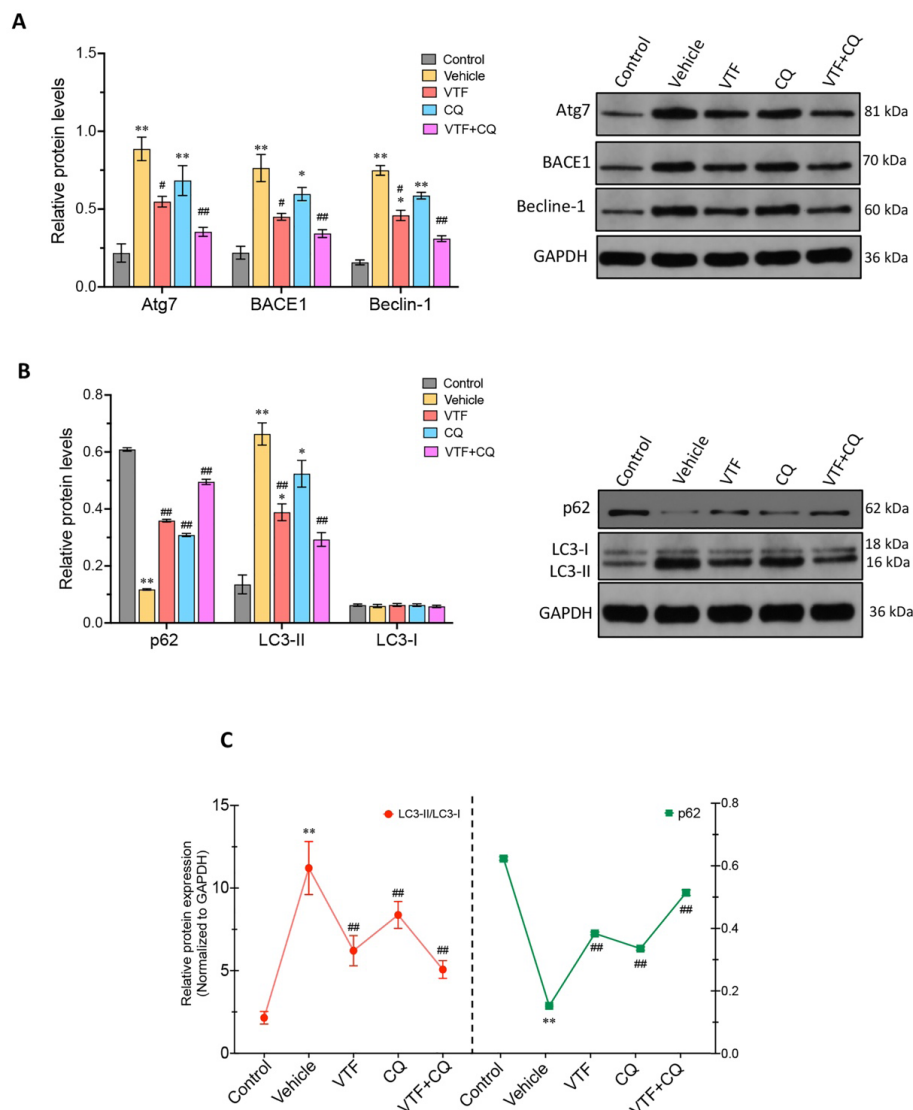 A
Relative protein levels
1.5
1.0
0.5
0.0
Control
Vehicle
VTF
CQ
VTF+CQ
** # ** ##
** # * ##
** # * ** ##
Atg7 BACE1 Beclin-1
Control Vehicle VTF CQ VTF+CQ
Atg7 81 kDa
BACE1 70 kDa
Becline-1 60 kDa
GAPDH 36 kDa
B
Relative protein levels
0.8
0.6
0.4
0.2
0.0
Control
Vehicle
VTF
CQ
VTF+CQ
** ## ## ##
** ## * * ##
p62 LC3-II LC3-I
Control Vehicle VTF CQ VTF+CQ
p62 62 kDa
LC3-I 18 kDa
LC3-II 16 kDa
GAPDH 36 kDa
C
Relative protein expression
(Normalized to GAPDH)
15
10
5
0
LC3-II/LC3-I
** ## ## ##
Control Vehicle VTF CQ VTF+CQ
p62
** ## ## ##
0.8
0.6
0.4
0.2
0.0
Control Vehicle VTF CQ VTF+CQ